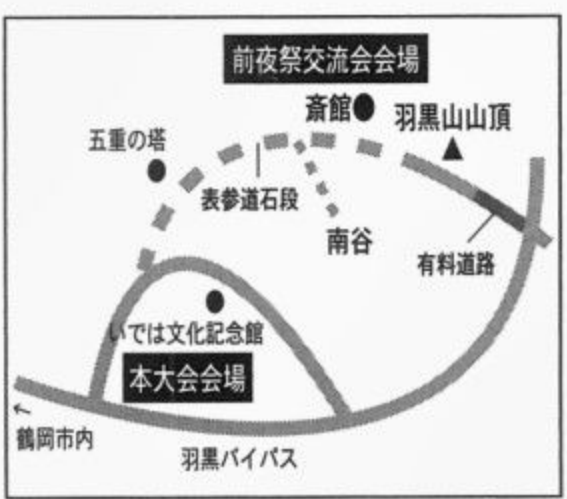 前夜祭交流会会場
斎館
羽黒山山頂
五重の塔
表参道石段
南谷
有料道路
いでは文化記念館
本大会会場
鶴岡市内
羽黒バイパス